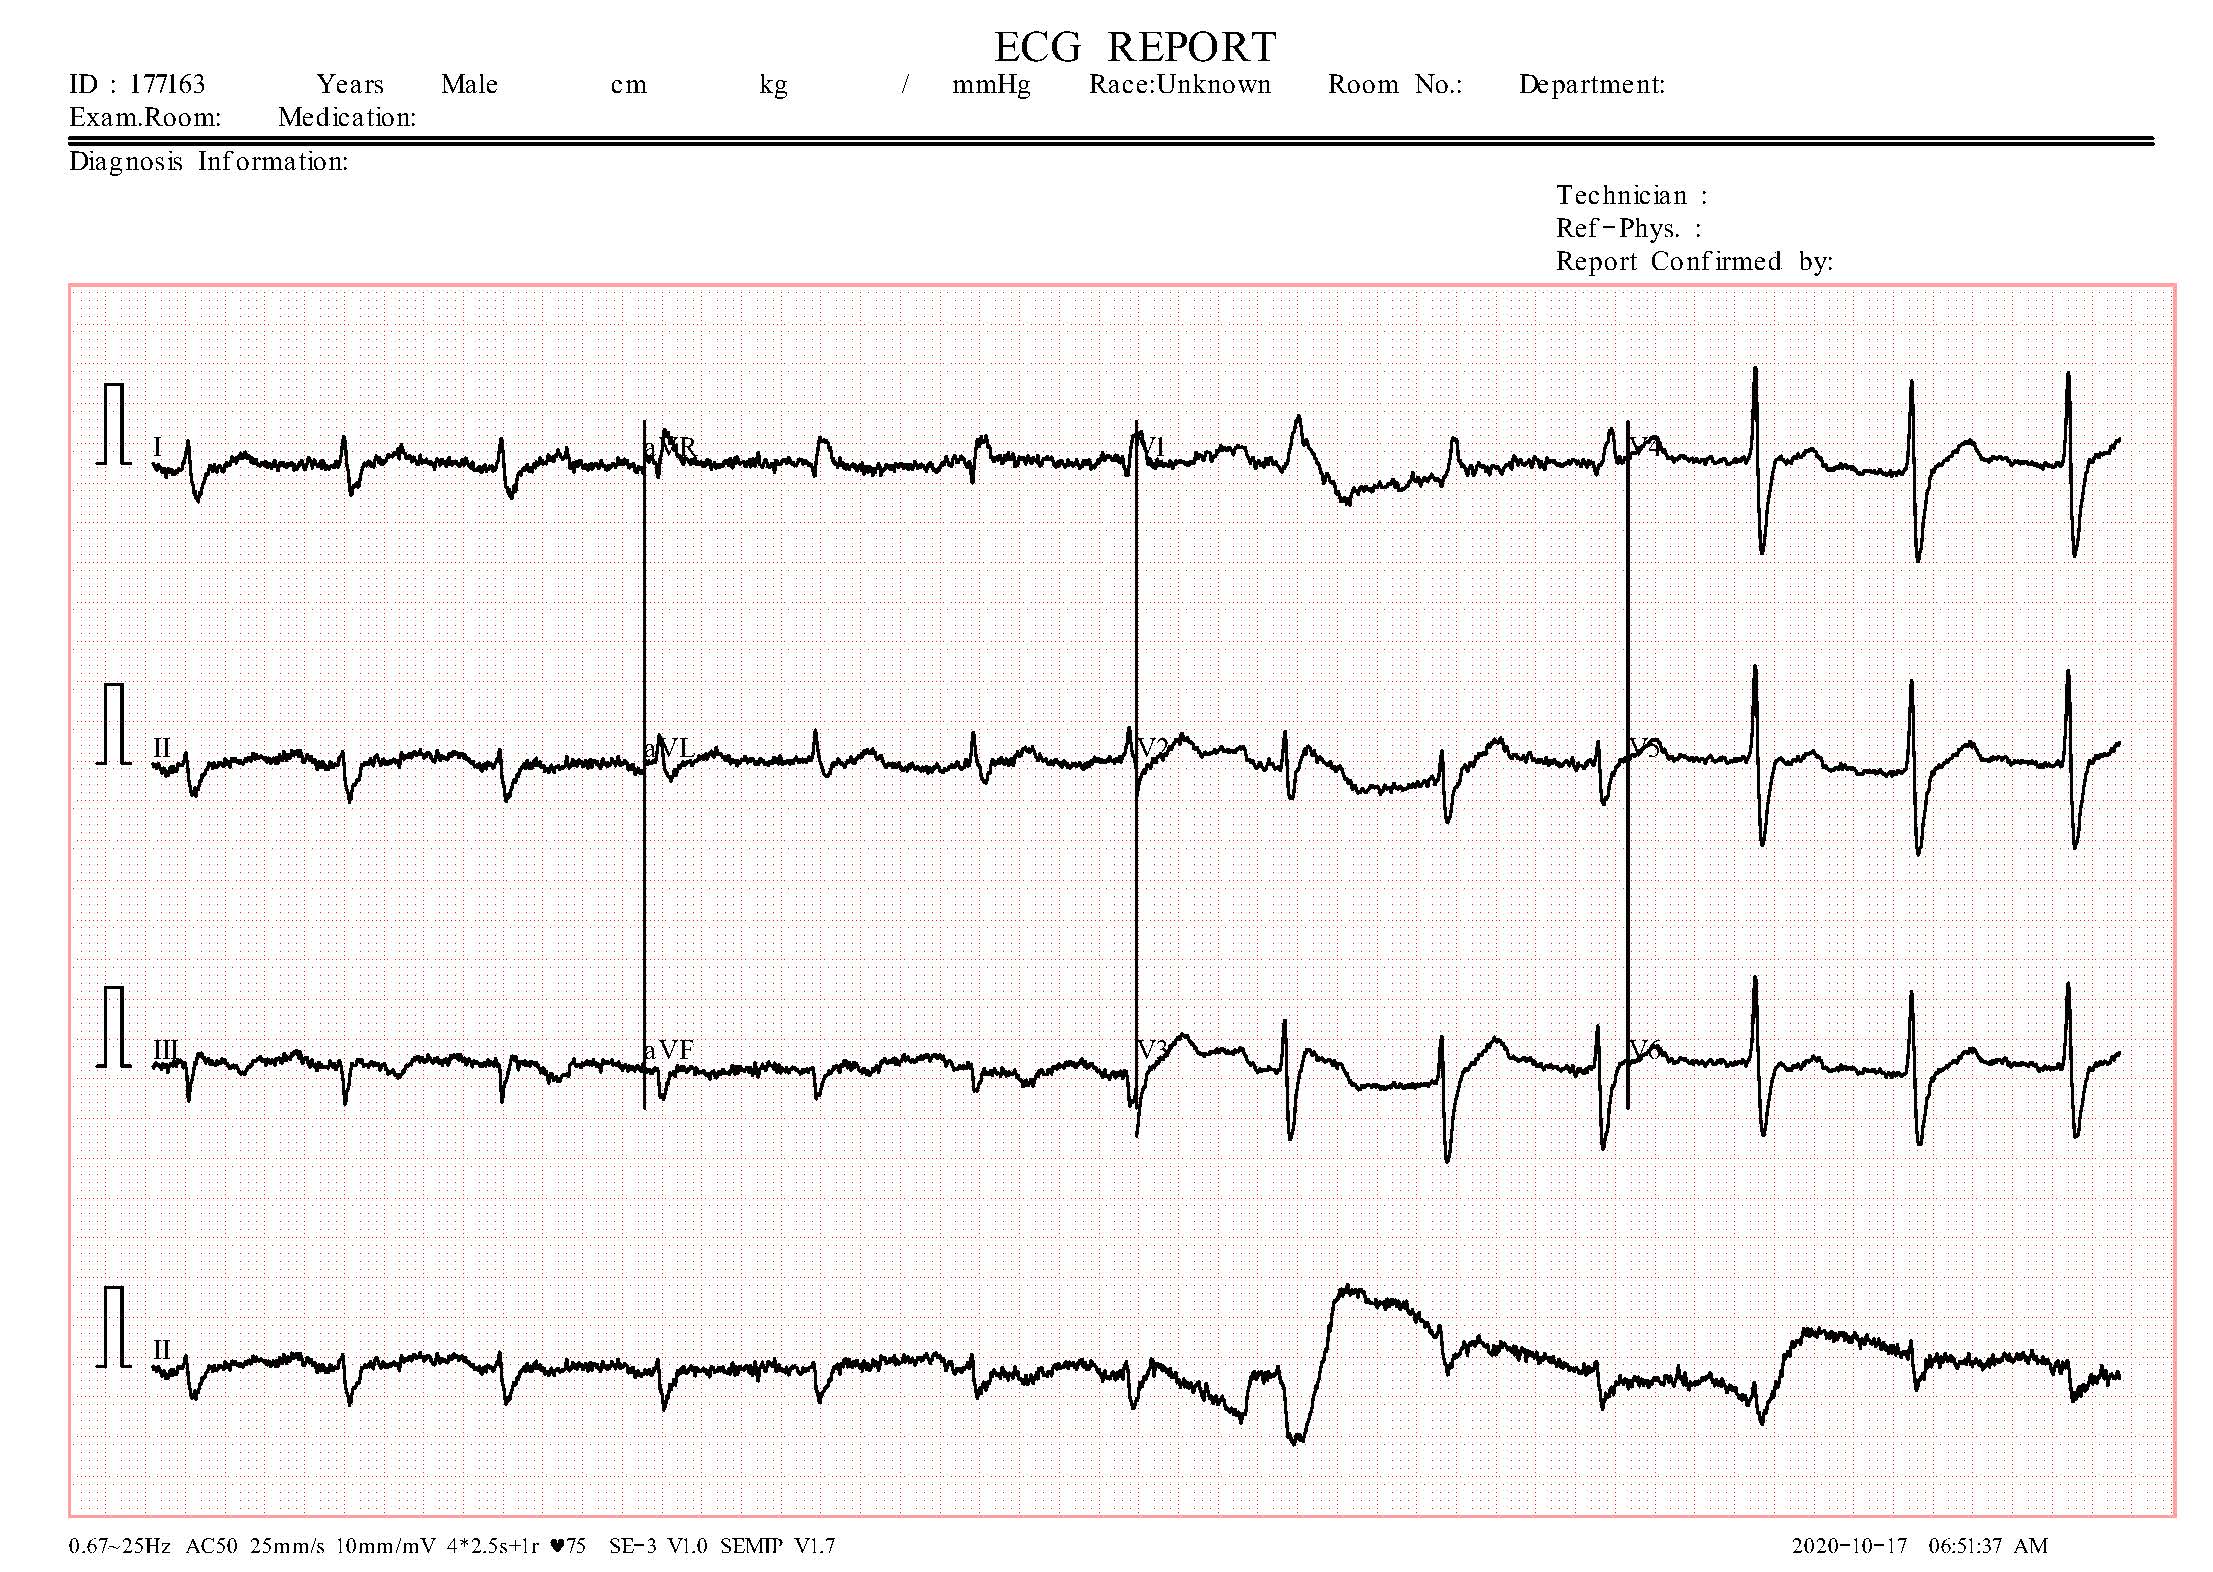 ECG REPORT
ID : 177163 Years Male cm kg / mmHg Race:Unknown Room No.: Department:
Exam.Room: Medication:
Diagnosis Information:
Technician :
Ref-Phys. :
Report Confirmed by:
I aVR V1 V4
II aVL V2 V5
III aVF V3 V6
II
0.67~25Hz AC50 25mm/s 10mm/mV 4*2.5s+1r ♥75 SE-3 V1.0 SEMIP V1.7 2020-10-17 06:51:37 AM